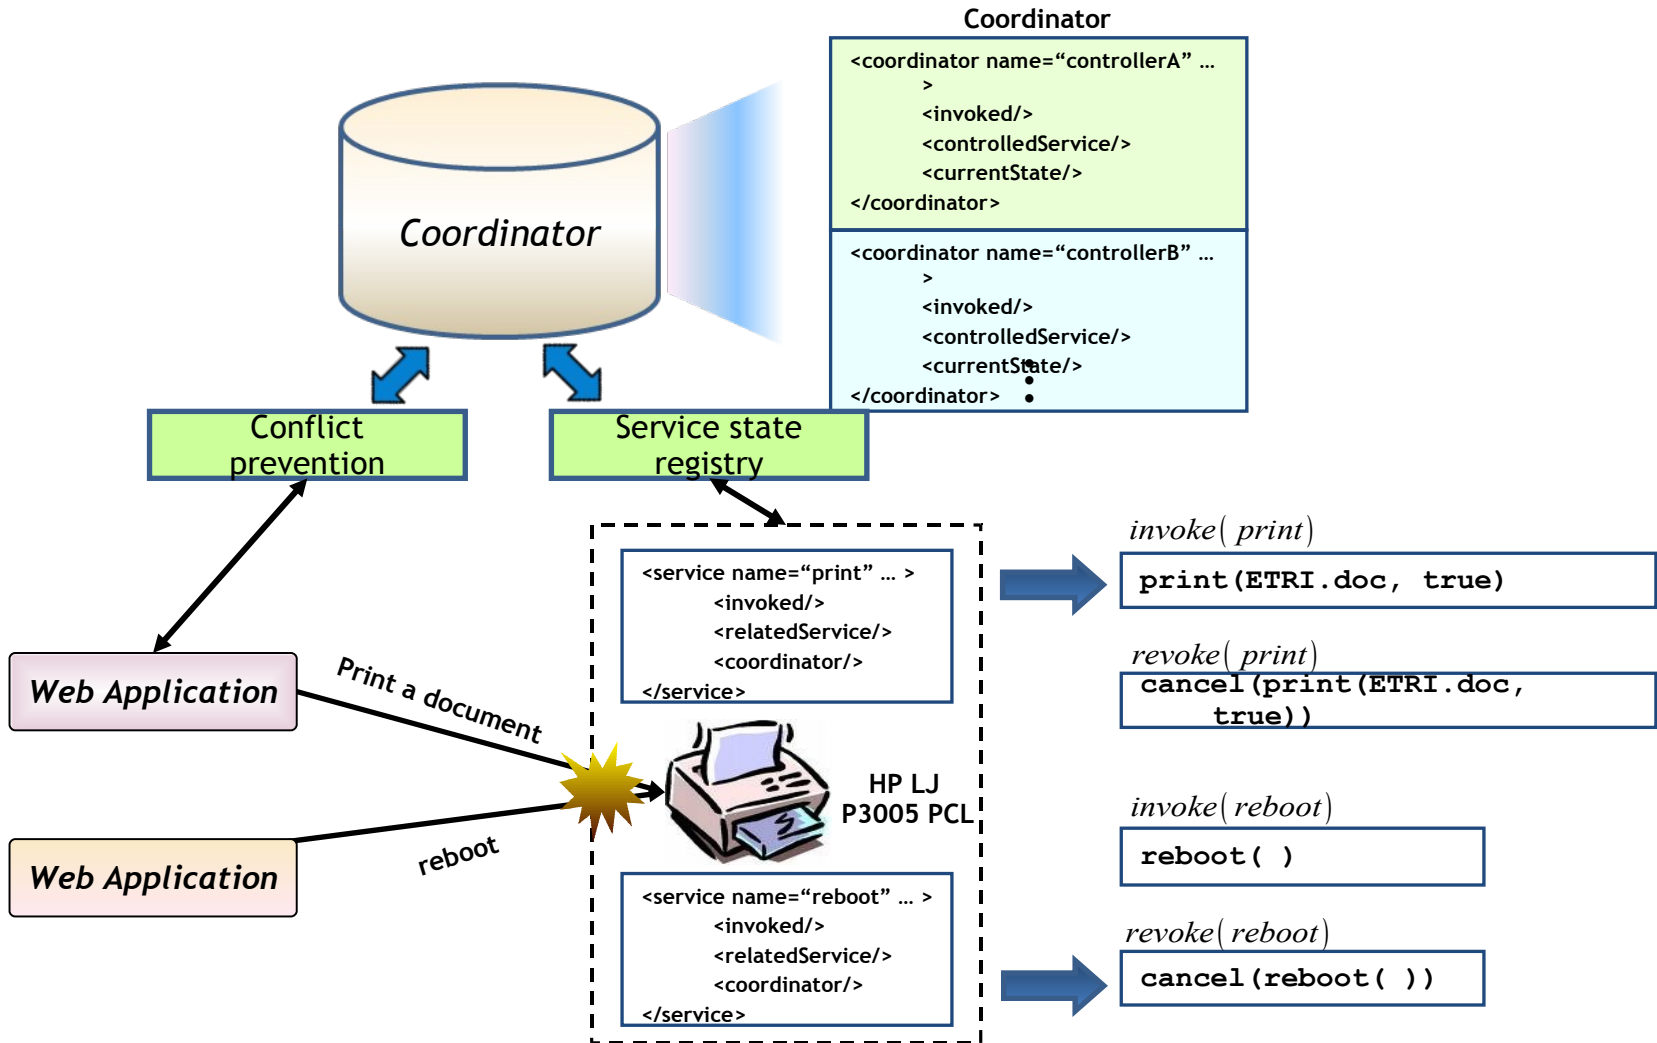 Coordinator
<coordinator name=“controllerA” …
>
<invoked/>
<controlledService/>
<currentState/>
</coordinator>
Coordinator
<coordinator name=“controllerB” …
>
<invoked/>
<controlledService/>
<currentState/>
</coordinator>
Conflict
prevention
Service state
registry
invoke( print)
print(ETRI.doc, true)
<service name=“print” … >
<invoked/>
<relatedService/>
<coordinator/>
</service>
revoke( print)
cancel(print(ETRI.doc,
true))
Web Application
Print a document
HP LJ
P3005 PCL
invoke(reboot)
reboot( )
reboot
Web Application
<service name=“reboot” … >
<invoked/>
<relatedService/>
<coordinator/>
</service>
revoke(reboot)
cancel(reboot( ))